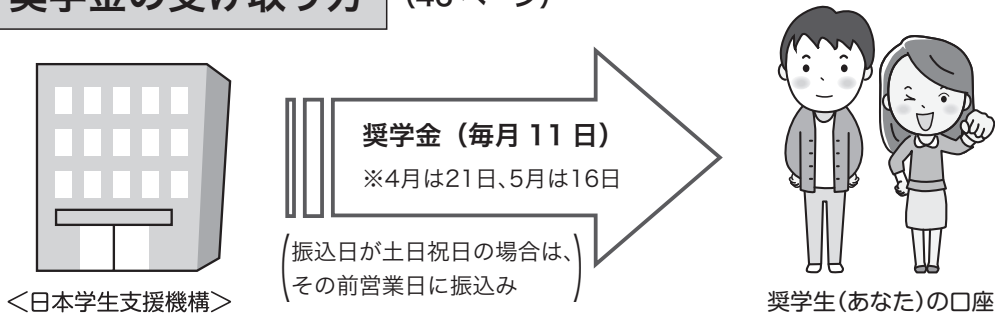 奨学金の受け取り方 (46ページ)
奨学金（毎月 11 日）
※4月は21日、5月は16日
(振込日が土日祝日の場合は、
その前営業日に振込み)
＜日本学生支援機構＞
奨学生(あなた)の口座